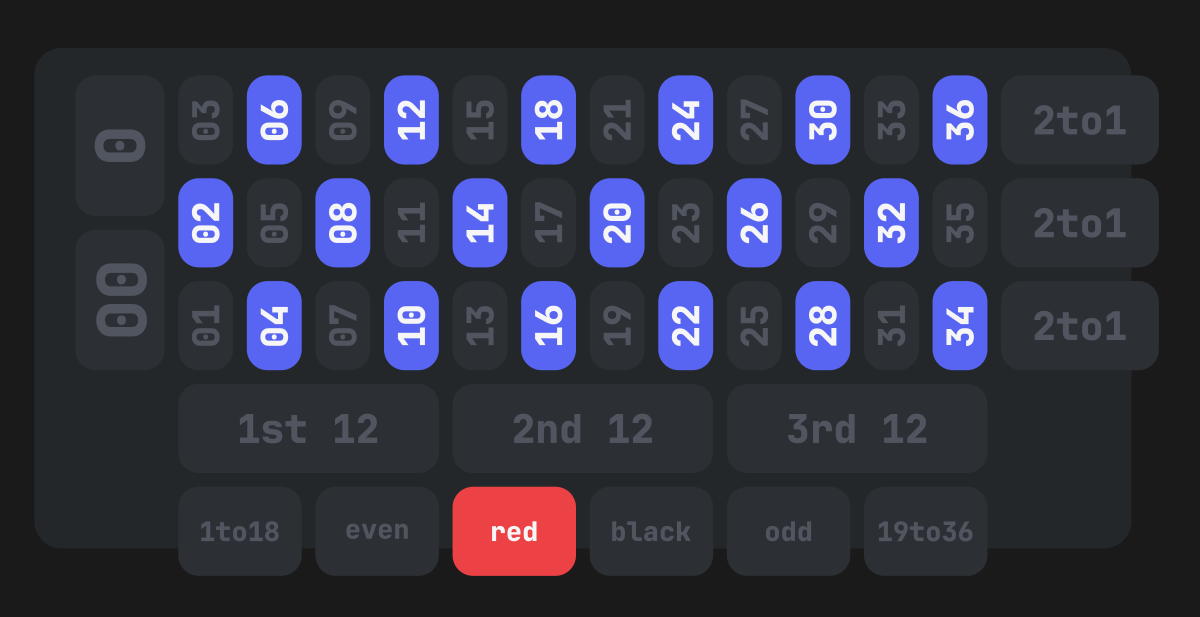 0 03 06 09 12 15 18 21 24 27 30 33 36 2to1
02 05 08 11 14 17 20 23 26 29 32 35 2to1
00 01 04 07 10 13 16 19 22 25 28 31 34 2to1
1st 12 2nd 12 3rd 12
1to18 even red black odd 19to36